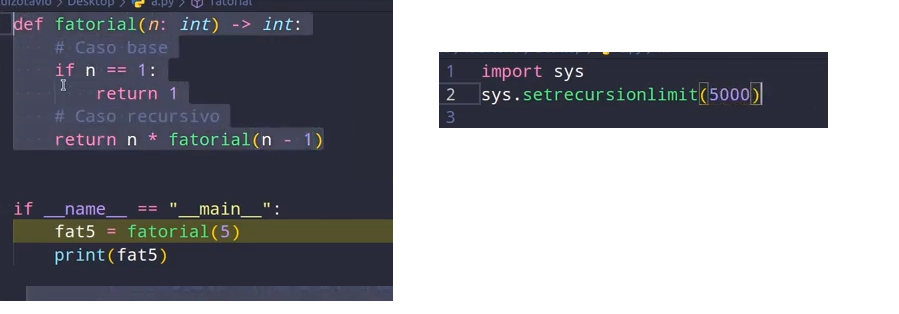 Desktop > a.py > fatorial
def fatorial(n: int) -> int:
# Caso base
if n == 1:
return 1
# Caso recursivo
return n * fatorial(n - 1)
if __name__ == "__main__":
fat5 = fatorial(5)
print(fat5)
1 import sys
2 sys.setrecursionlimit(5000)
3